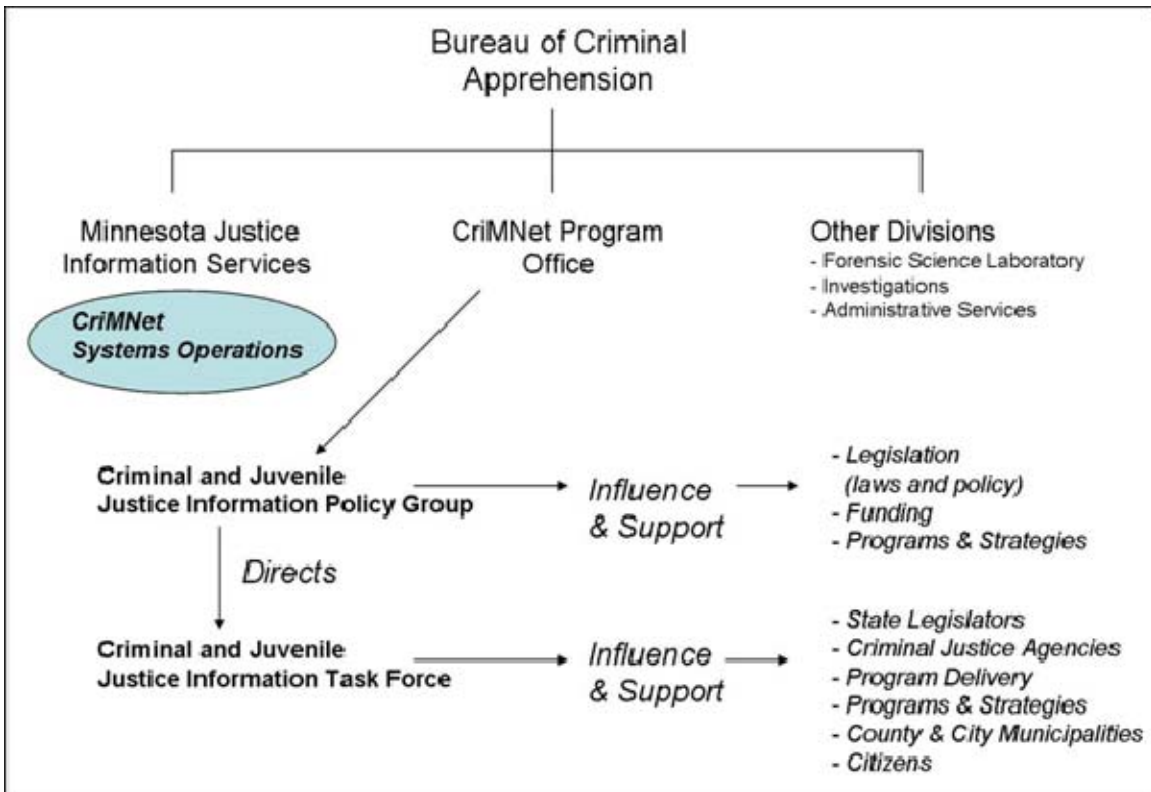 Bureau of Criminal
Apprehension
Minnesota Justice
Information Services
CriMNet
Systems Operations
CriMNet Program
Office
Other Divisions
- Forensic Science Laboratory
- Investigations
- Administrative Services
Criminal and Juvenile
Justice Information Policy Group
Influence
& Support
- Legislation
(laws and policy)
- Funding
- Programs & Strategies
Directs
Criminal and Juvenile
Justice Information Task Force
Influence
& Support
- State Legislators
- Criminal Justice Agencies
- Program Delivery
- Programs & Strategies
- County & City Municipalities
- Citizens